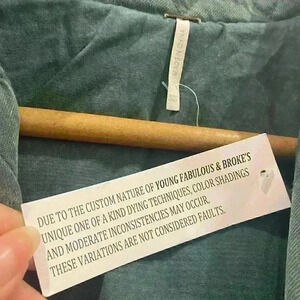 DUE TO THE CUSTOM NATURE OF YOUNG FABULOUS & BROKE'S
UNIQUE ONE OF A KIND DYING TECHNIQUES, COLOR SHADINGS
AND MODERATE INCONSISTENCIES MAY OCCUR.
THESE VARIATIONS ARE NOT CONSIDERED FAULTS.